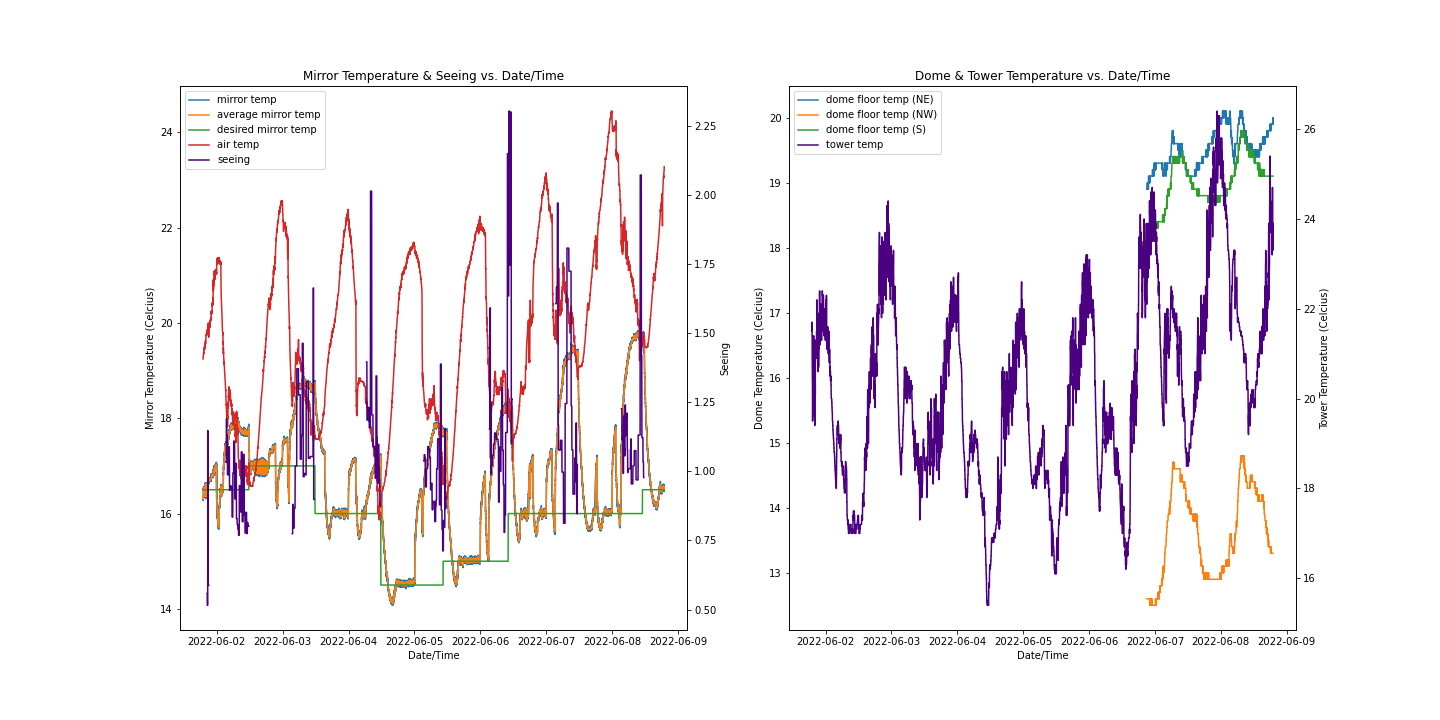 Mirror Temperature & Seeing vs. Date/Time
mirror temp
average mirror temp
desired mirror temp
air temp
seeing
24
22
20
18
16
14
Mirror Temperature (Celcius)
2.25
2.00
1.75
1.50
1.25
1.00
0.75
0.50
Seeing
2022-06-02 2022-06-03 2022-06-04 2022-06-05 2022-06-06 2022-06-07 2022-06-08 2022-06-09
Date/Time
Dome & Tower Temperature vs. Date/Time
dome floor temp (NE)
dome floor temp (NW)
dome floor temp (S)
tower temp
20
19
18
17
16
15
14
13
Dome Temperature (Celcius)
26
24
22
20
18
16
Tower Temperature (Celcius)
2022-06-02 2022-06-03 2022-06-04 2022-06-05 2022-06-06 2022-06-07 2022-06-08 2022-06-09
Date/Time